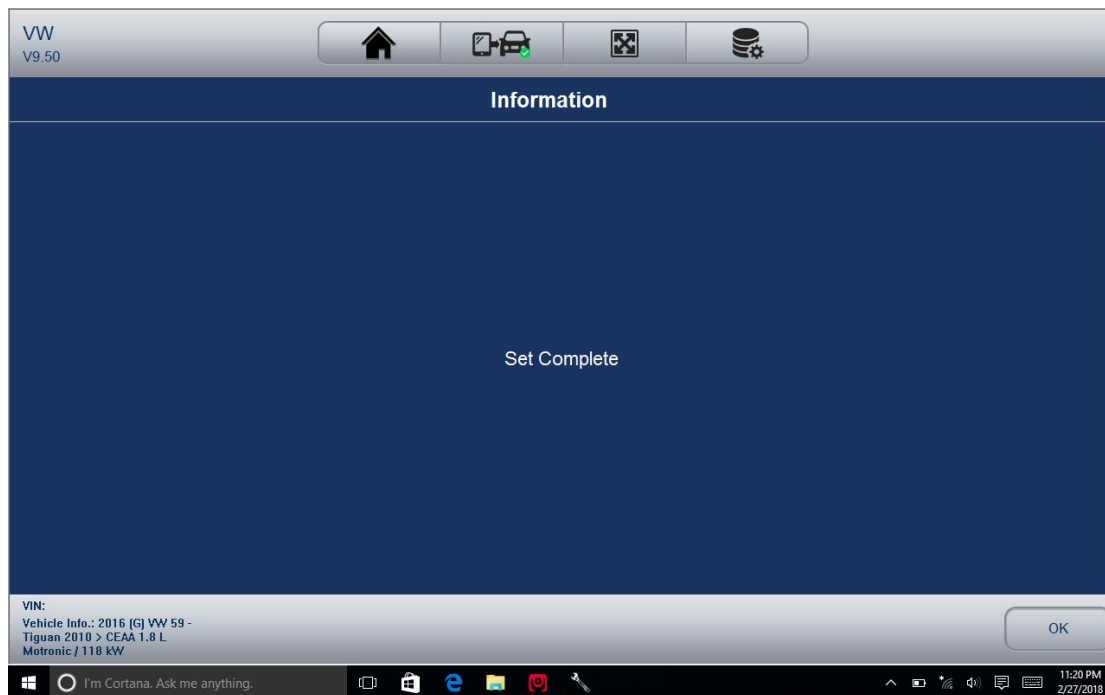 VW
V9.50
Information
Set Complete
VIN:
Vehicle Info.: 2016 (G) VW 59 -
Tiguan 2010 > CEAA 1.8 L
Motronic / 118 kW
OK
I'm Cortana. Ask me anything.
11:20 PM
2/27/2018